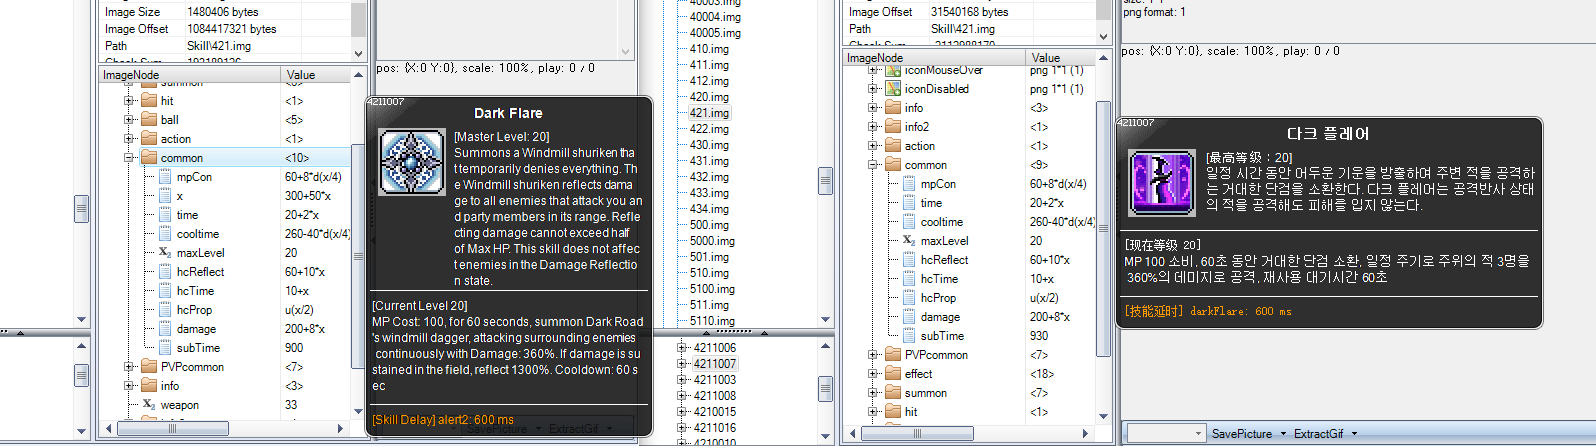 Image Size 1480406 bytes
Image Offset 1084417321 bytes
Path Skill\421.img
ImageNode Value
hit <1>
ball <5>
action <1>
common <10>
mpCon 60+8*d(x/4)
x 300+50*x
time 20+2*x
cooltime 260-40*d(x/4)
maxLevel 20
hcReflect 60+10*x
hcTime 10+x
hcProp u(x/2)
damage 200+8*x
subTime 900
PVPcommon <7>
info <3>
weapon 33
pos: {X:0 Y:0}, scale: 100%, play: 0 / 0
4211007
Dark Flare
[Master Level: 20]
Summons a Windmill shuriken tha
t temporarily denies everything. Th
e Windmill shuriken reflects dama
ge to all enemies that attack you an
d party members in its range. Refle
cting damage cannot exceed half
of Max HP. This skill does not affec
t enemies in the Damage Reflectio
n state.
[Current Level 20]
MP Cost: 100, for 60 seconds, summon Dark Road
's windmill dagger, attacking surrounding enemies
continuously with Damage: 360%. If damage is su
stained in the field, reflect 1300%. Cooldown: 60 s
ec
[Skill Delay] alert2: 600 ms
SavePicture ExtractGif
40003.img
40004.img
40005.img
410.img
411.img
412.img
420.img
421.img
422.img
430.img
431.img
432.img
433.img
434.img
500.img
5000.img
501.img
510.img
5100.img
511.img
5110.img
4211006
4211007
4211003
4211008
4210015
4211016
4210010
Image Offset 31540168 bytes
Path Skill\421.img
ImageNode Value
iconMouseOver png 1*1 (1)
iconDisabled png 1*1 (1)
info <3>
info2 <1>
action <1>
common <9>
mpCon 60+8*d(x/4)
time 20+2*x
cooltime 260-40*d(x/4)
maxLevel 20
hcReflect 60+10*x
hcTime 10+x
hcProp u(x/2)
damage 200+8*x
subTime 930
PVPcommon <7>
effect <18>
summon <7>
hit <1>
png format: 1
pos: {X:0 Y:0}, scale: 100%, play: 0 / 0
4211007
다크 플레어
[最高等级：20]
일정 시간 동안 어두운 기운을 방출하며 주변 적을 공격하
는 거대한 단검을 소환한다. 다크 플레어는 공격반사 상태
의 적을 공격해도 피해를 입지 않는다.
[现在等级 20]
MP 100 소비, 60초 동안 거대한 단검 소환, 일정 주기로 주위의 적 3명을
360%의 데미지로 공격, 재사용 대기시간 60초
[技能延时] darkFlare: 600 ms
SavePicture ExtractGif